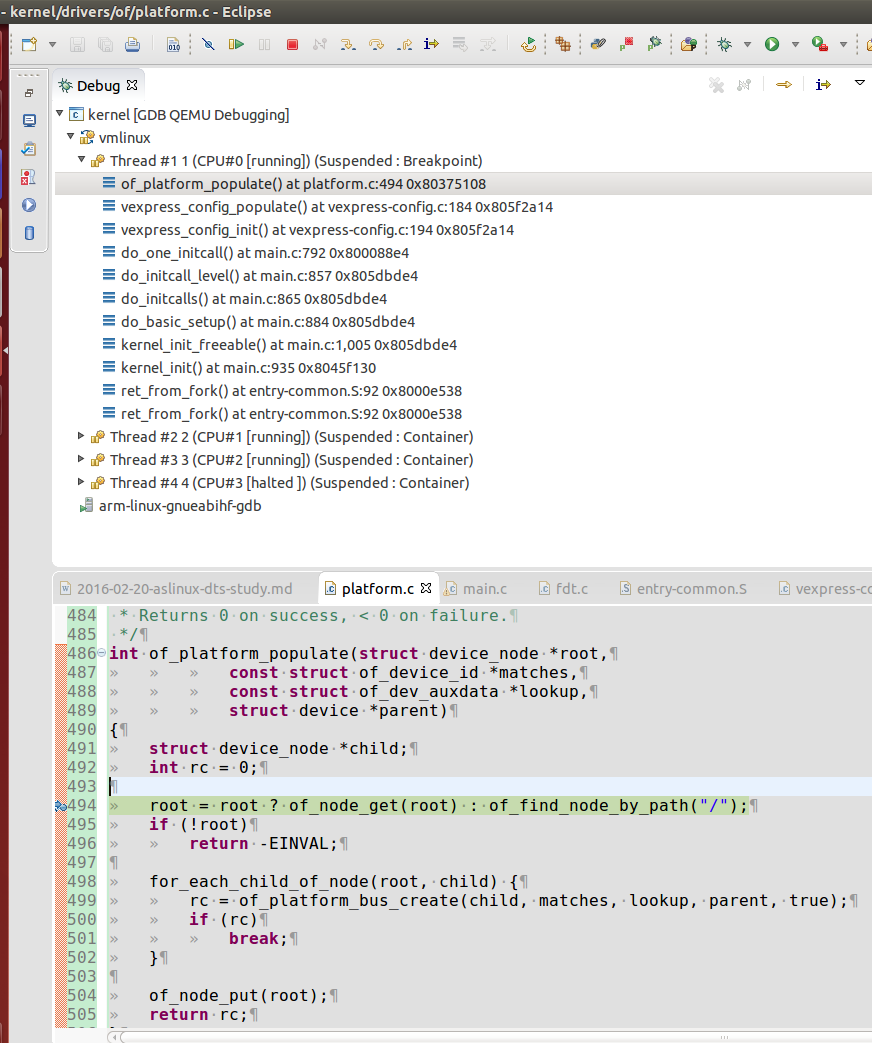 - kernel/drivers/of/platform.c - Eclipse
010
Debug
kernel [GDB QEMU Debugging]
vmlinux
Thread #1 1 (CPU#0 [running]) (Suspended : Breakpoint)
of_platform_populate() at platform.c:494 0x80375108
vexpress_config_populate() at vexpress-config.c:184 0x805f2a14
vexpress_config_init() at vexpress-config.c:194 0x805f2a14
do_one_initcall() at main.c:792 0x800088e4
do_initcall_level() at main.c:857 0x805dbde4
do_initcalls() at main.c:865 0x805dbde4
do_basic_setup() at main.c:884 0x805dbde4
kernel_init_freeable() at main.c:1,005 0x805dbde4
kernel_init() at main.c:935 0x8045f130
ret_from_fork() at entry-common.S:92 0x8000e538
ret_from_fork() at entry-common.S:92 0x8000e538
Thread #2 2 (CPU#1 [running]) (Suspended : Container)
Thread #3 3 (CPU#2 [running]) (Suspended : Container)
Thread #4 4 (CPU#3 [halted ]) (Suspended : Container)
arm-linux-gnueabihf-gdb
2016-02-20-aslinux-dts-study.md platform.c main.c fdt.c entry-common.S vexpress-co
484 * Returns 0 on success, < 0 on failure.¶
485 */¶
486 int of_platform_populate(struct device_node *root,¶
487 » » » const struct of_device_id *matches,¶
488 » » » const struct of_dev_auxdata *lookup,¶
489 » » » struct device *parent)¶
490 {¶
491 » struct device_node *child;¶
492 » int rc = 0;¶
493 ¶
494 » root = root ? of_node_get(root) : of_find_node_by_path("/");¶
495 » if (!root)¶
496 » » return -EINVAL;¶
497 ¶
498 » for_each_child_of_node(root, child) {¶
499 » » rc = of_platform_bus_create(child, matches, lookup, parent, true);¶
500 » » if (rc)¶
501 » » » break;¶
502 » }¶
503 ¶
504 » of_node_put(root);¶
505 » return rc;¶